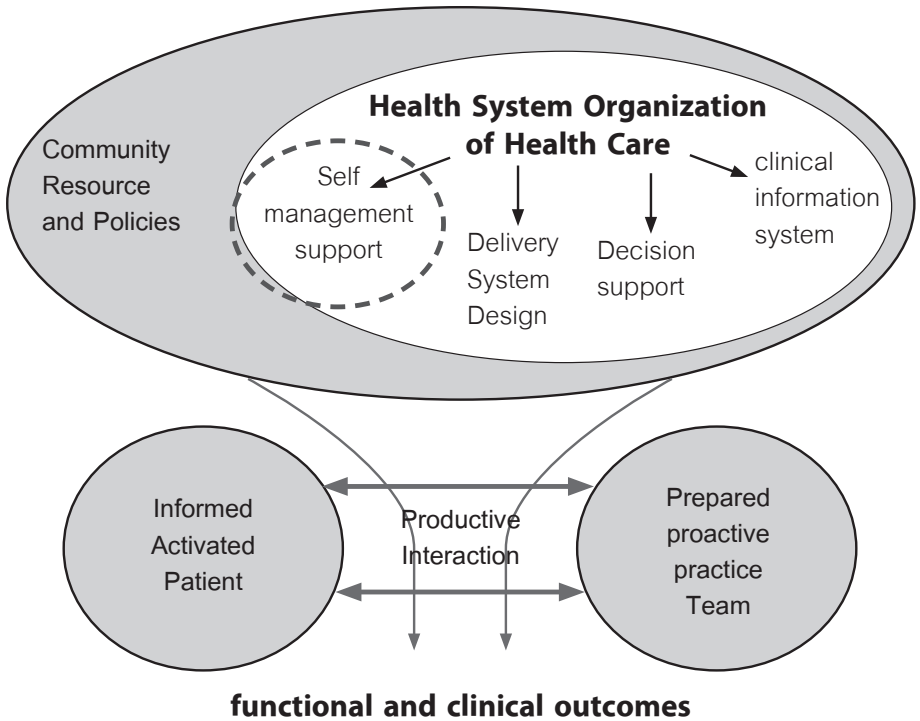 Health System Organization
of Health Care
Community
Resource
and Policies
Self
management
support
Delivery
System
Design
Decision
support
clinical
information
system
Informed
Activated
Patient
Productive
Interaction
Prepared
proactive
practice
Team
functional and clinical outcomes